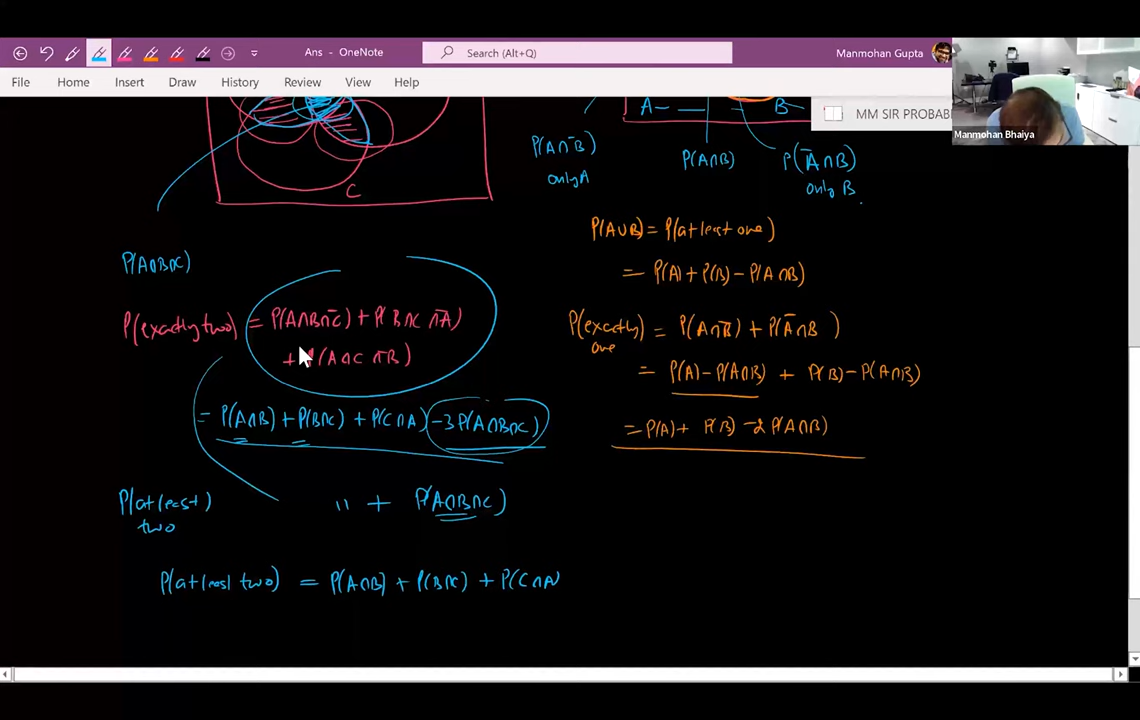 Ans - OneNote
Search (Alt+Q)
Manmohan Gupta
File Home Insert Draw History Review View Help
MM SIR PROBAB
Manmohan Bhaiya
A
B
C
P(A∩B̄)
only A
P(A∩B)
P(Ā∩B)
only B
P(A∩B∩C)
P(exactly two) = P(A∩B∩C̄) + P(B∩C∩Ā)
+ P(A∩C∩B̄)
= P(A∩B) + P(B∩C) + P(C∩A) -3P(A∩B∩C)
P(at least two) " + P(A∩B∩C)
P(at least two) = P(A∩B) + P(B∩C) + P(C∩A)
P(A∪B) = P(at least one)
= P(A) + P(B) - P(A∩B)
P(exactly one) = P(A∩B̄) + P(Ā∩B)
= P(A) - P(A∩B) + P(B) - P(A∩B)
= P(A) + P(B) - 2P(A∩B)